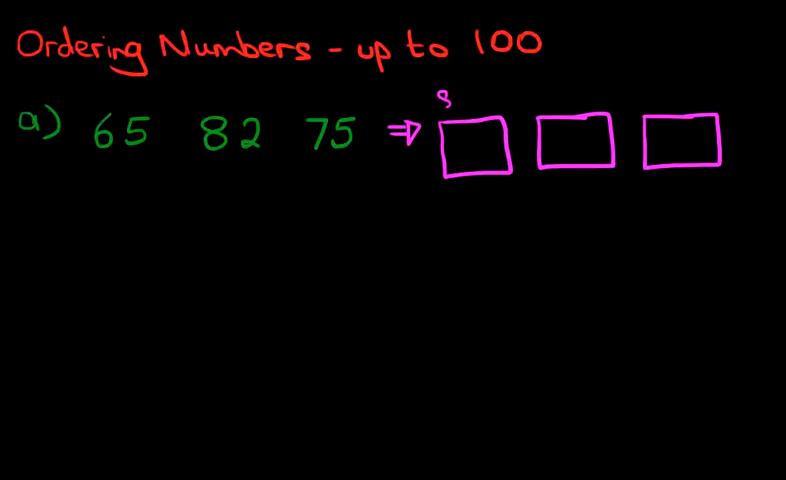 Ordering Numbers - up to 100
a) 65 82 75 ⇒